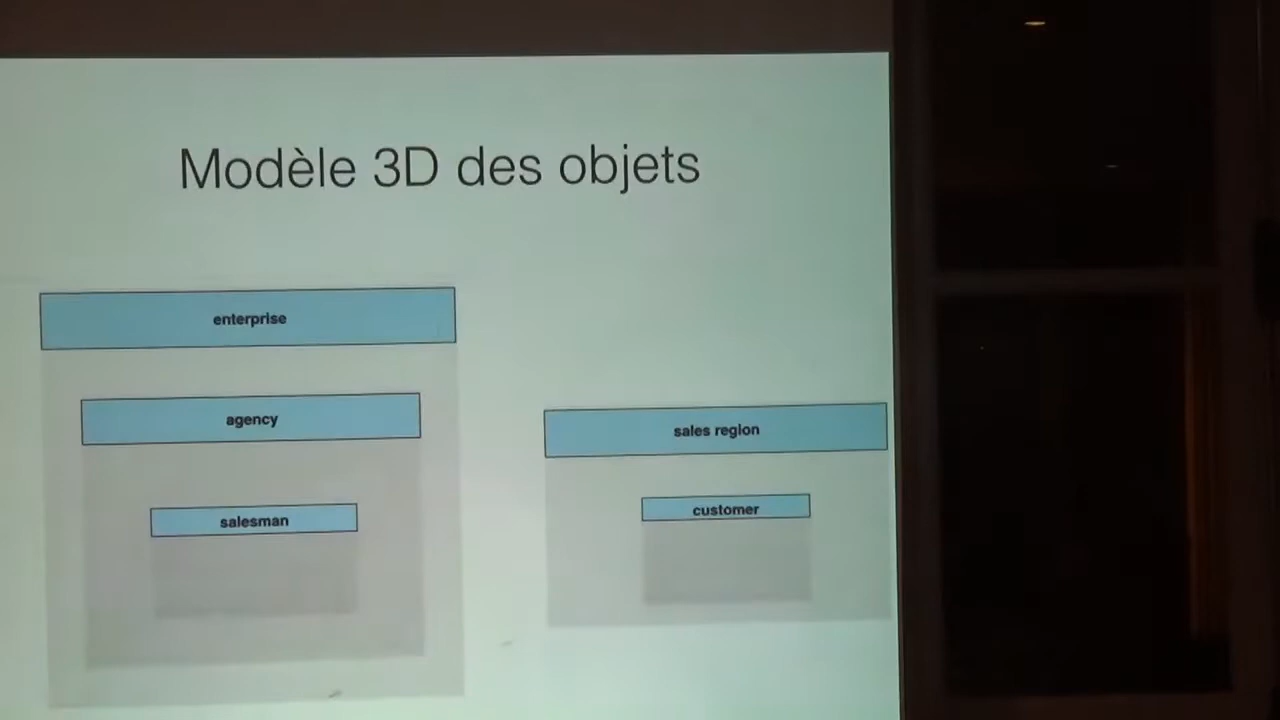 Modèle 3D des objets
enterprise
agency
salesman
sales region
customer